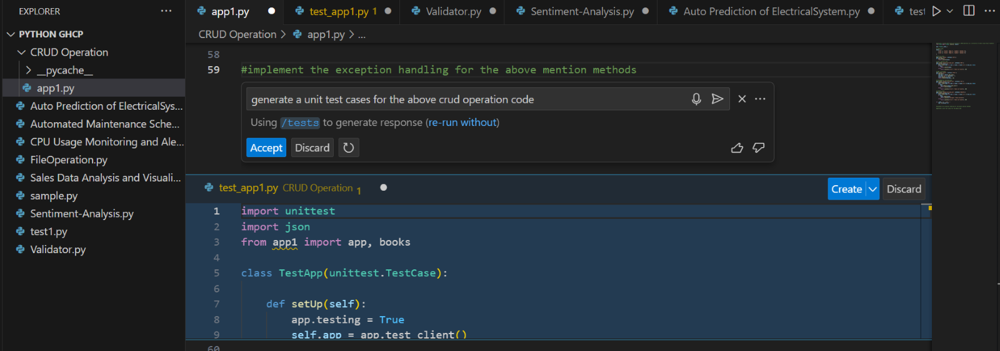 EXPLORER
PYTHON GHCP
CRUD Operation
__pycache__
app1.py
Auto Prediction of ElectricalSys...
Automated Maintenance Sche...
CPU Usage Monitoring and Ale...
FileOperation.py
Sales Data Analysis and Visuali...
sample.py
Sentiment-Analysis.py
test1.py
Validator.py
app1.py test_app1.py 1 Validator.py Sentiment-Analysis.py Auto Prediction of ElectricalSystem.py test
CRUD Operation > app1.py > ...
58
59 #implement the exception handling for the above mention methods
generate a unit test cases for the above crud operation code
Using /tests to generate response (re-run without)
Accept Discard
test_app1.py CRUD Operation 1 Create Discard
1 import unittest
2 import json
3 from app1 import app, books
4
5 class TestApp(unittest.TestCase):
6
7 def setUp(self):
8 app.testing = True
9 self.app = app.test_client()
60